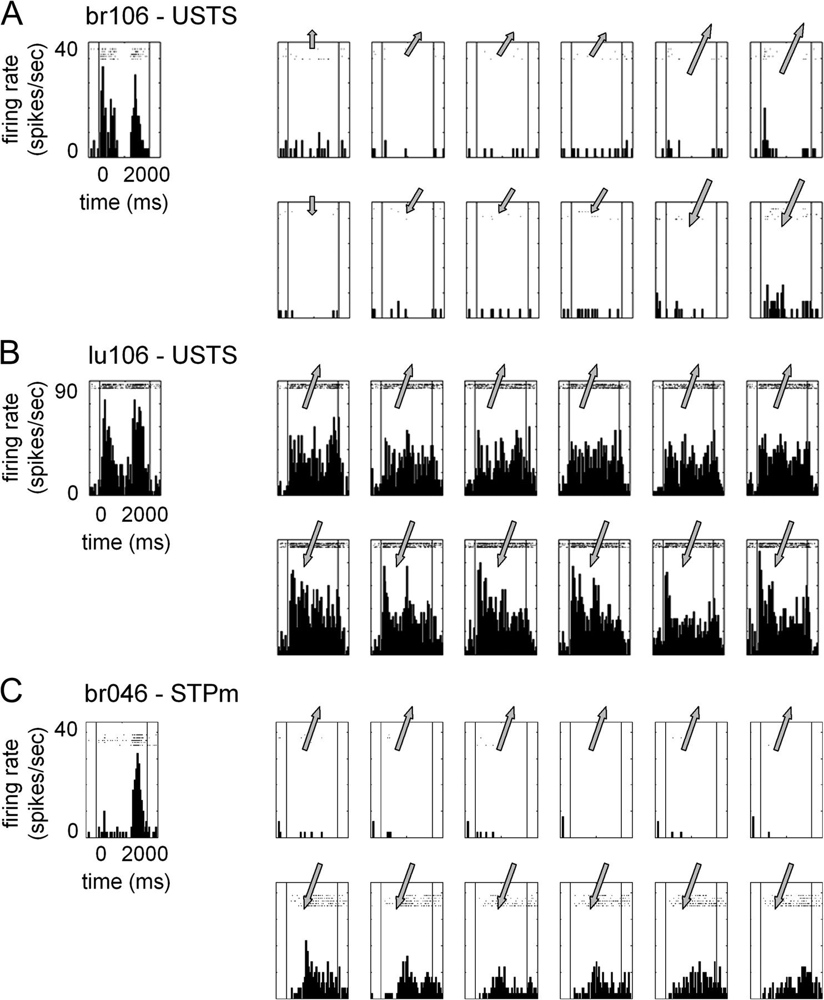 A br106 - USTS
firing rate
(spikes/sec)
40
0
0 2000
time (ms)
B lu106 - USTS
firing rate
(spikes/sec)
90
0
0 2000
time (ms)
C br046 - STPm
firing rate
(spikes/sec)
40
0
0 2000
time (ms)